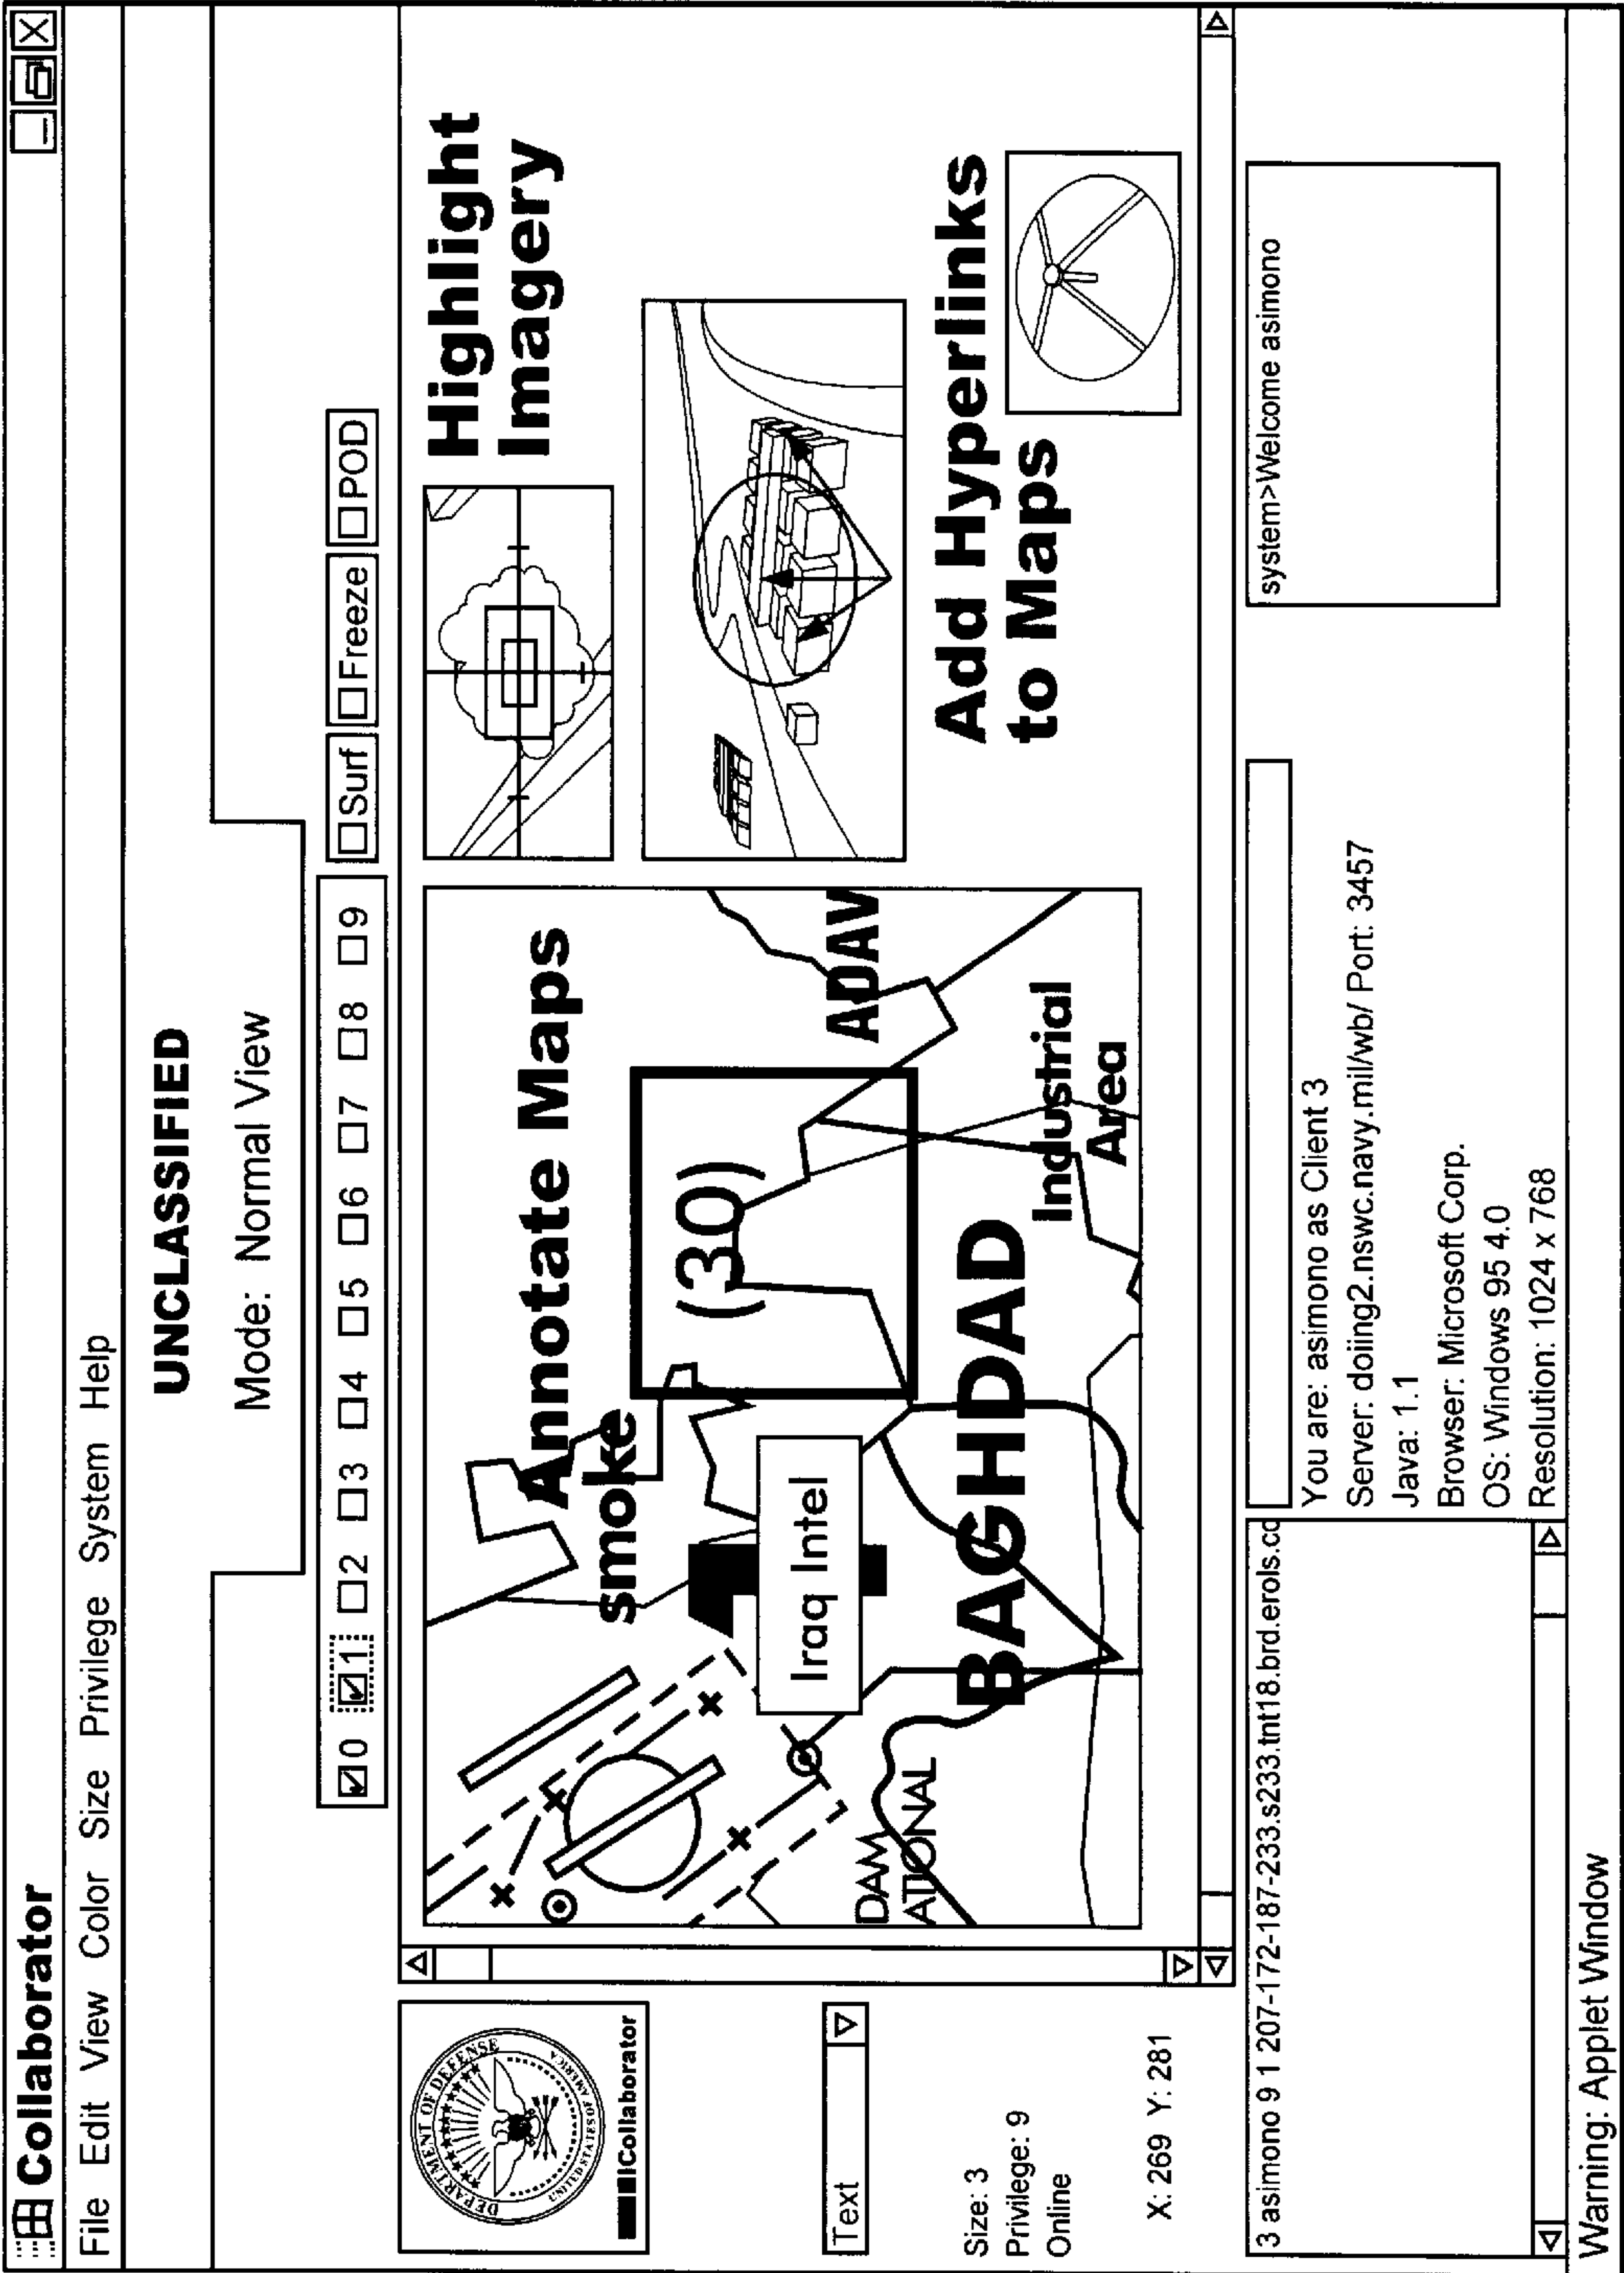 Collaborator
File Edit View Color Size Privilege System Help
UNCLASSIFIED
Mode: Normal View
0 1 2 3 4 5 6 7 8 9 Surf Freeze POD
DEPARTMENT OF DEFENSE
UNITED STATES OF AMERICA
Collaborator
Text
Size: 3
Privilege: 9
Online
X: 269 Y: 281
Annotate Maps
smoke
(30)
Iraq Intel
ADAV
DAM
ATIONAL
BAGHDAD
Industrial
Area
Highlight
Imagery
Add Hyperlinks
to Maps
3 asimono 9 1 207-172-187-233.s233.tnt18.brd.erols.cc
You are: asimono as Client 3
Server: doiing2.nswc.navy.mil/wb/ Port: 3457
Java: 1.1
Browser: Microsoft Corp.
OS: Windows 95 4.0
Resolution: 1024 x 768
system>Welcome asimono
Warning: Applet Window